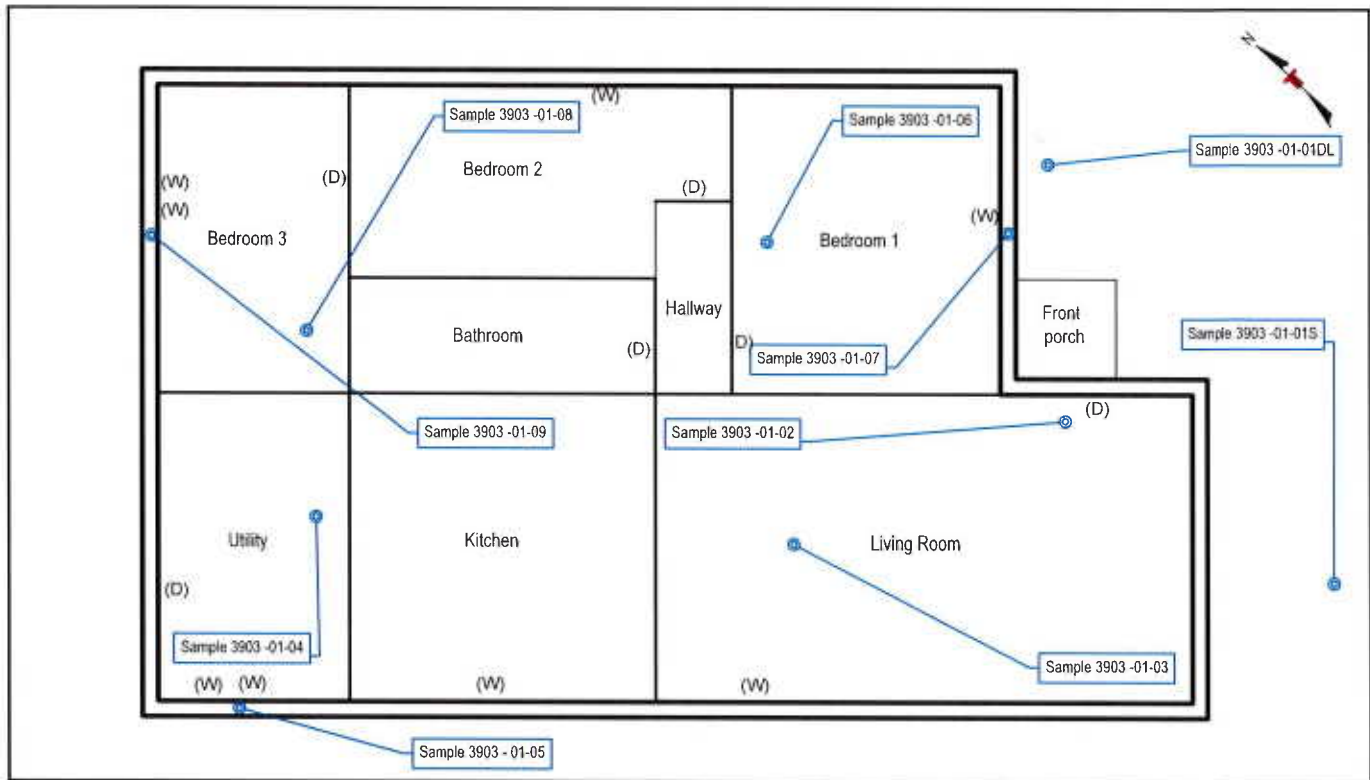 N
(W)
Sample 3903 -01-08
Sample 3903 -01-06
Sample 3903 -01-01DL
Bedroom 2
(D)
(W)
(D)
(W)
(W)
Bedroom 3
Bedroom 1
Hallway
Front
porch
Bathroom
(D)
D)
Sample 3903 -01-07
Sample 3903 -01-01S
(D)
Sample 3903 -01-09
Sample 3903 -01-02
Utility
Kitchen
Living Room
(D)
Sample 3903 -01-04
Sample 3903 -01-03
(W)
(W)
(W)
(W)
Sample 3903 - 01-05